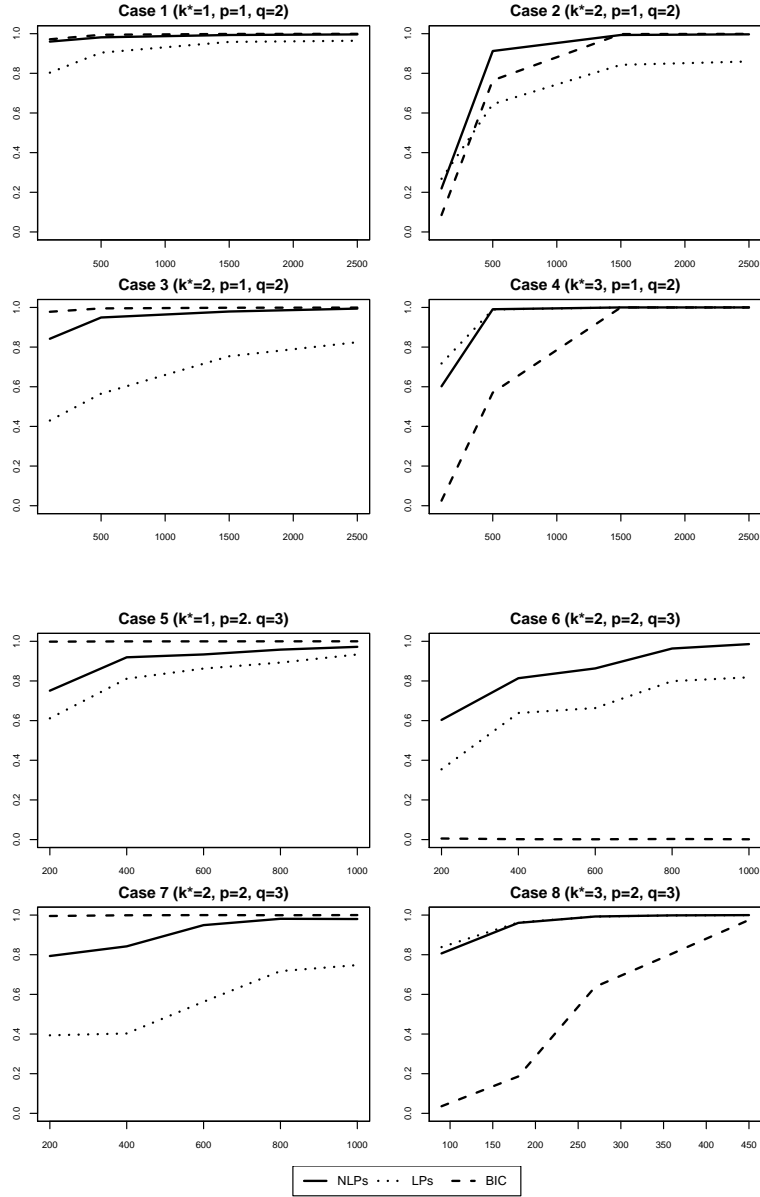 Case 1 (k*=1, p=1, q=2)
0.0 0.2 0.4 0.6 0.8 1.0
500 1000 1500 2000 2500
Case 2 (k*=2, p=1, q=2)
0.0 0.2 0.4 0.6 0.8 1.0
500 1000 1500 2000 2500
Case 3 (k*=2, p=1, q=2)
0.0 0.2 0.4 0.6 0.8 1.0
500 1000 1500 2000 2500
Case 4 (k*=3, p=1, q=2)
0.0 0.2 0.4 0.6 0.8 1.0
500 1000 1500 2000 2500
Case 5 (k*=1, p=2. q=3)
0.0 0.2 0.4 0.6 0.8 1.0
200 400 600 800 1000
Case 6 (k*=2, p=2, q=3)
0.0 0.2 0.4 0.6 0.8 1.0
200 400 600 800 1000
Case 7 (k*=2, p=2, q=3)
0.0 0.2 0.4 0.6 0.8 1.0
200 400 600 800 1000
Case 8 (k*=3, p=2, q=3)
0.0 0.2 0.4 0.6 0.8 1.0
100 150 200 250 300 350 400 450
NLPs LPs BIC